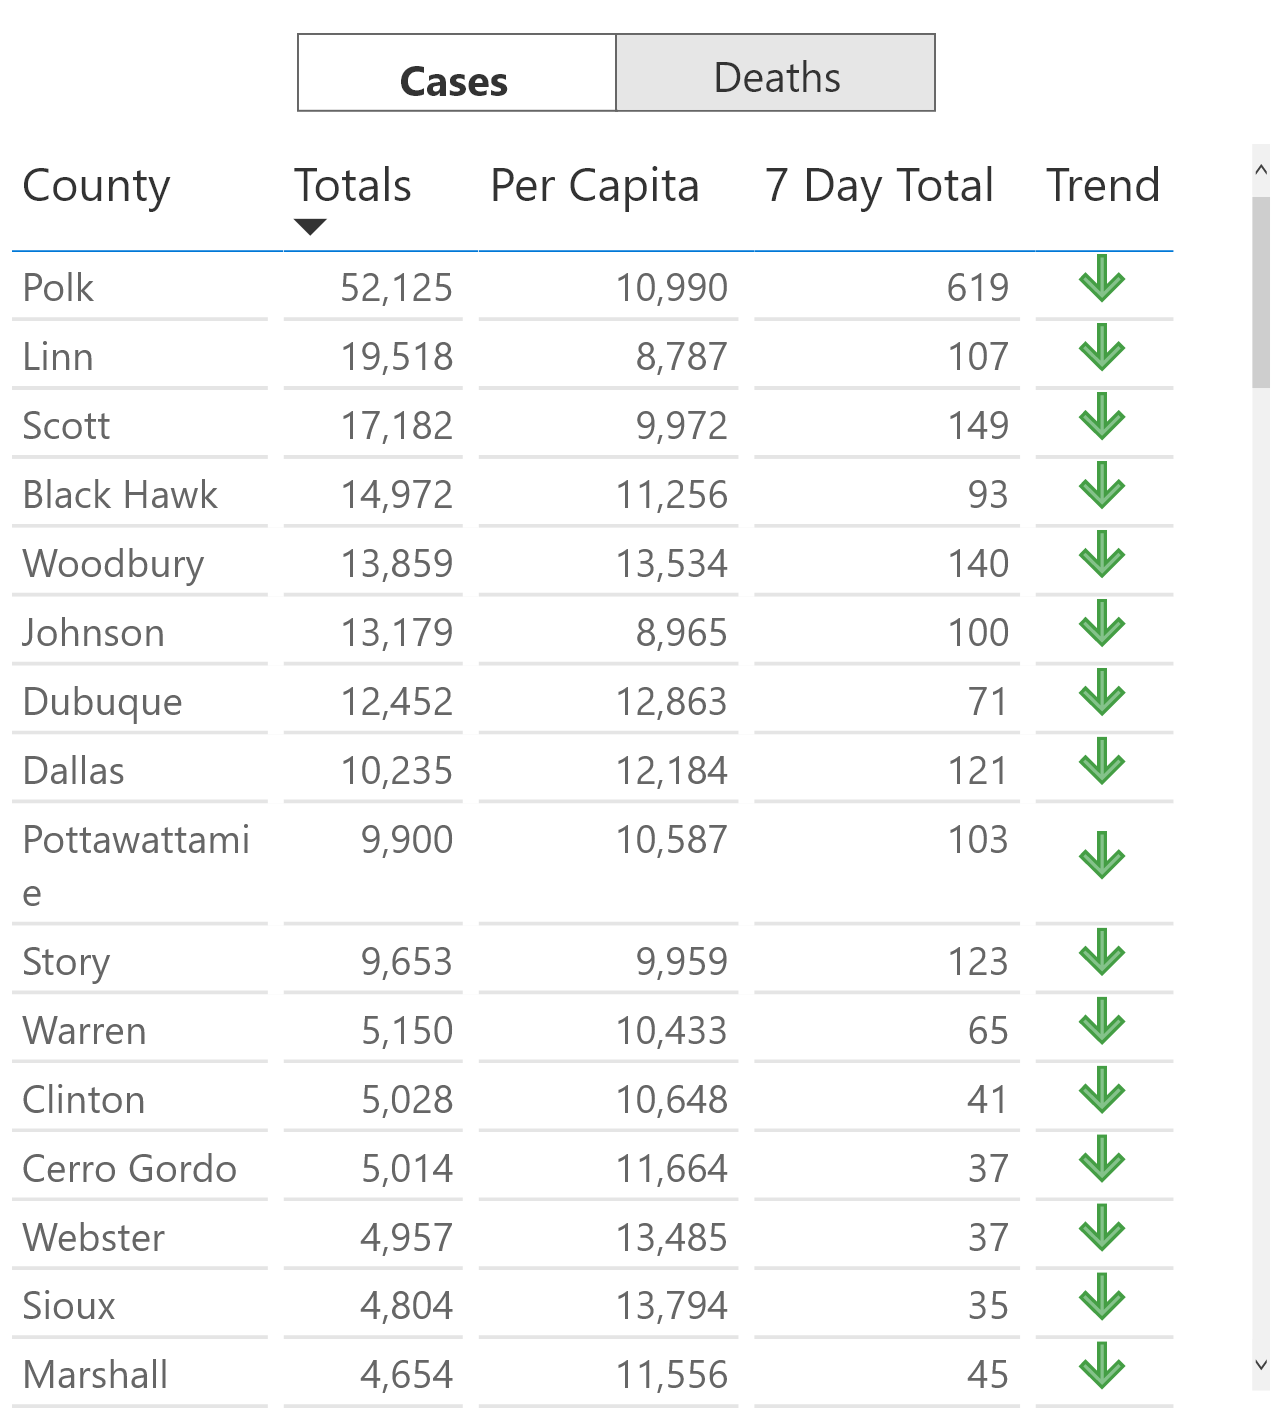 Cases Deaths
County Totals Per Capita 7 Day Total Trend
Polk 52,125 10,990 619
Linn 19,518 8,787 107
Scott 17,182 9,972 149
Black Hawk 14,972 11,256 93
Woodbury 13,859 13,534 140
Johnson 13,179 8,965 100
Dubuque 12,452 12,863 71
Dallas 10,235 12,184 121
Pottawattami 9,900 10,587 103
e
Story 9,653 9,959 123
Warren 5,150 10,433 65
Clinton 5,028 10,648 41
Cerro Gordo 5,014 11,664 37
Webster 4,957 13,485 37
Sioux 4,804 13,794 35
Marshall 4,654 11,556 45